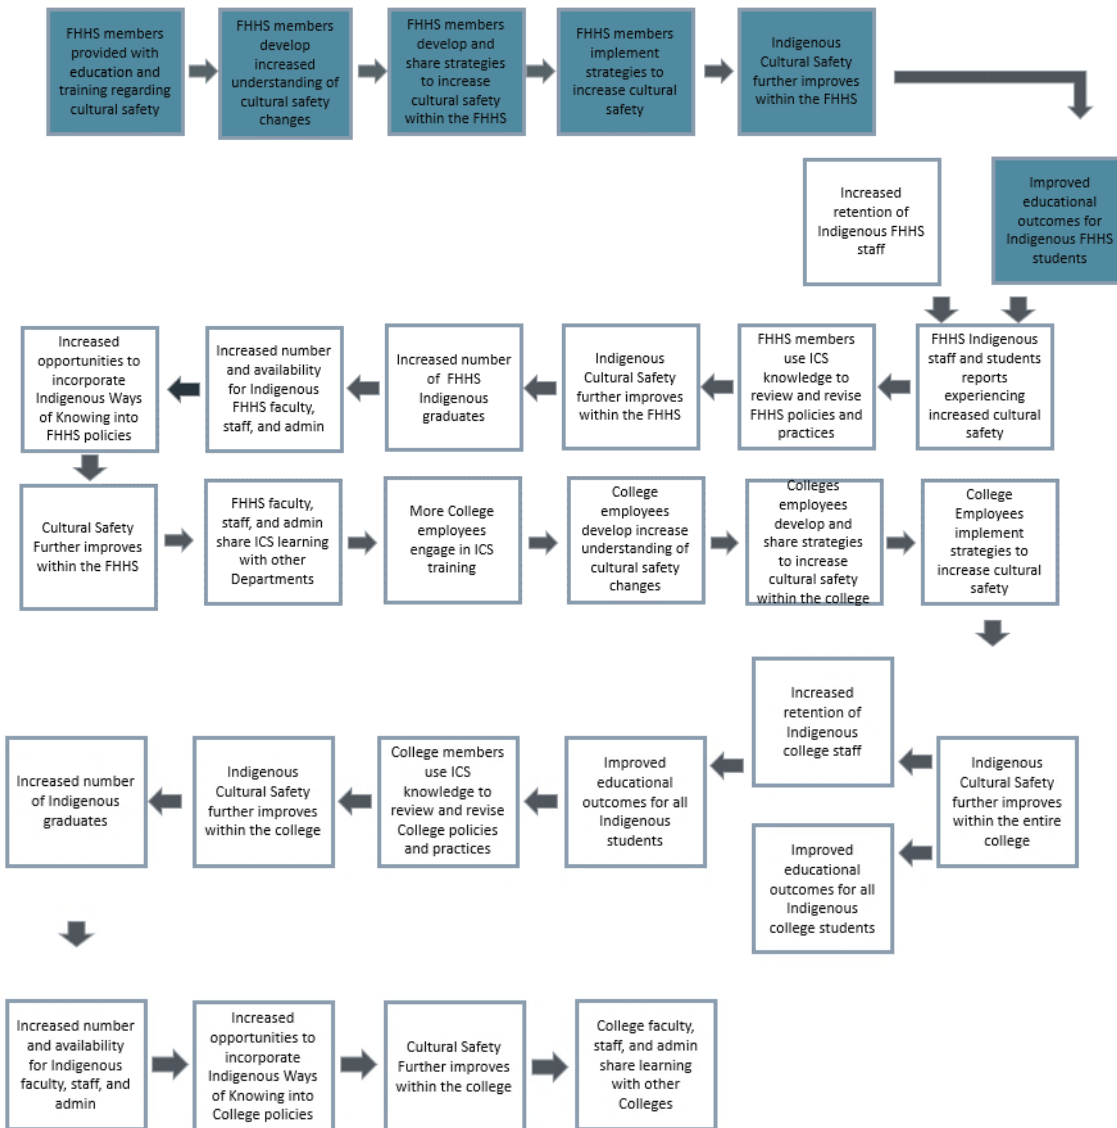 FHHS members
provided with
education and
training regarding
cultural safety
FHHS members
develop
increased
understanding of
cultural safety
changes
FHHS members
develop and
share strategies
to increase
cultural safety
within the FHHS
FHHS members
implement
strategies to
increase cultural
safety
Indigenous
Cultural Safety
further improves
within the FHHS
Increased
retention of
Indigenous FHHS
staff
Improved
educational
outcomes for
Indigenous FHHS
students
Increased
opportunities to
incorporate
Indigenous Ways
of Knowing into
FHHS policies
Increased number
and availability
for Indigenous
FHHS faculty,
staff, and admin
Increased number
of FHHS
Indigenous
graduates
Indigenous
Cultural Safety
further improves
within the FHHS
FHHS members
use ICS
knowledge to
review and revise
FHHS policies and
practices
FHHS Indigenous
staff and students
reports
experiencing
increased cultural
safety
Cultural Safety
Further improves
within the FHHS
FHHS faculty,
staff, and admin
share ICS learning
with other
Departments
More College
employees
engage in ICS
training
College
employees
develop increase
understanding of
cultural safety
changes
Colleges
employees
develop and
share strategies
to increase
cultural safety
within the college
College
Employees
implement
strategies to
increase cultural
safety
Increased
retention of
Indigenous
college staff
Increased number
of Indigenous
graduates
Indigenous
Cultural Safety
further improves
within the college
College members
use ICS
knowledge to
review and revise
College policies
and practices
Improved
educational
outcomes for all
Indigenous
students
Indigenous
Cultural Safety
further improves
within the entire
college
Improved
educational
outcomes for all
Indigenous
college students
Increased number
and availability
for Indigenous
faculty, staff, and
admin
Increased
opportunities to
incorporate
Indigenous Ways
of Knowing into
College policies
Cultural Safety
Further improves
within the college
College faculty,
staff, and admin
share learning
with other
Colleges